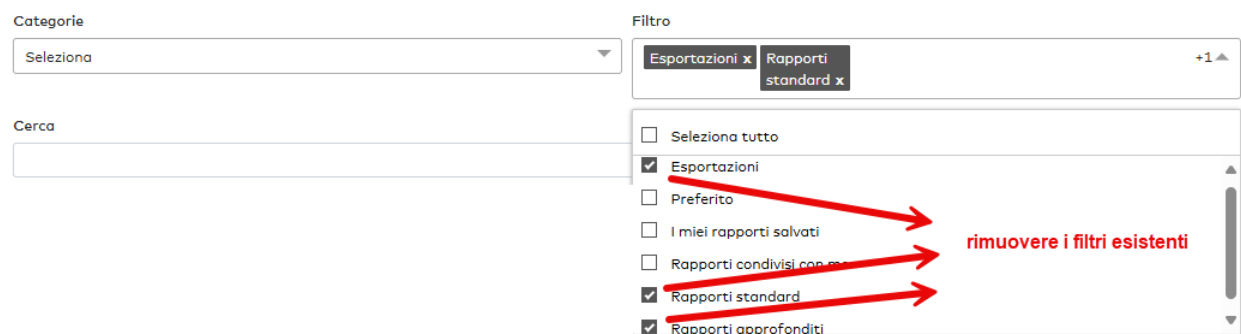 Categorie
Filtro
Seleziona
Esportazioni x
Rapporti
standard x
+1
Cerca
Seleziona tutto
Esportazioni
Preferito
I miei rapporti salvati
rimuovere i filtri esistenti
Rapporti condivisi con me
Rapporti standard
Rapporti approfonditi